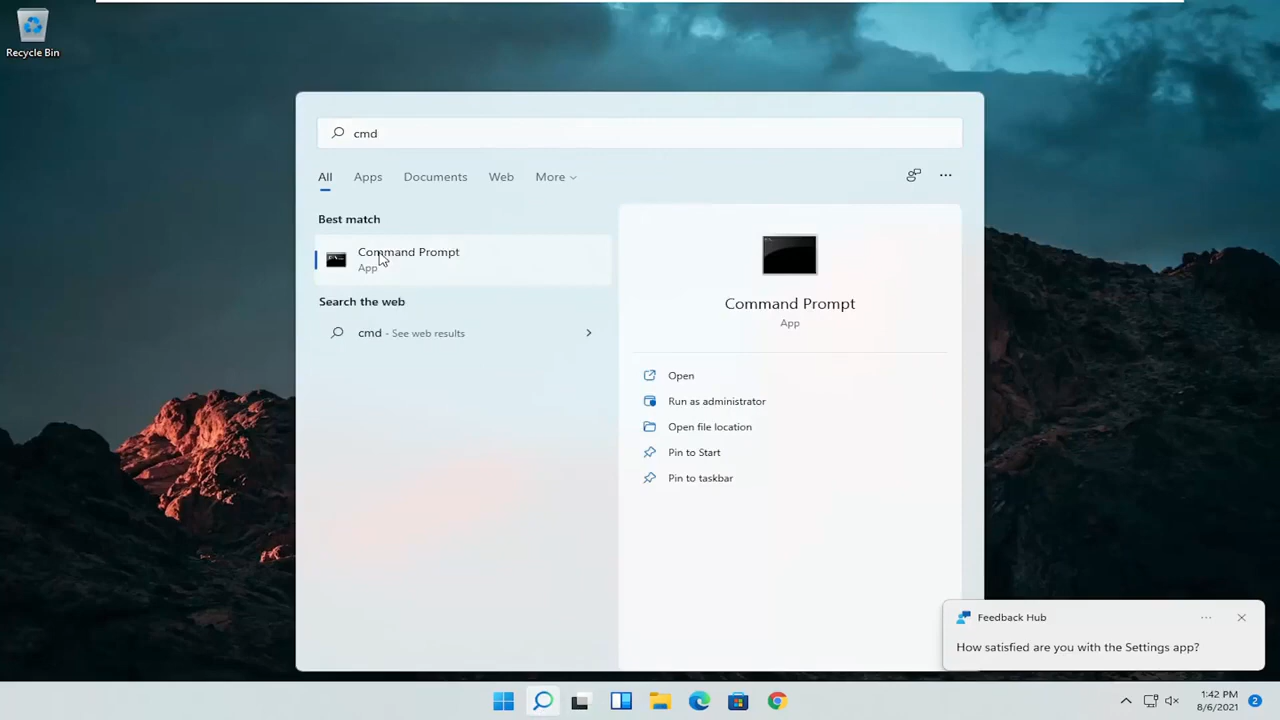 Recycle Bin
cmd
All Apps Documents Web More
Best match
Command Prompt
App
Search the web
cmd - See web results
Command Prompt
App
Open
Run as administrator
Open file location
Pin to Start
Pin to taskbar
Feedback Hub
How satisfied are you with the Settings app?
1:42 PM
8/6/2021
2